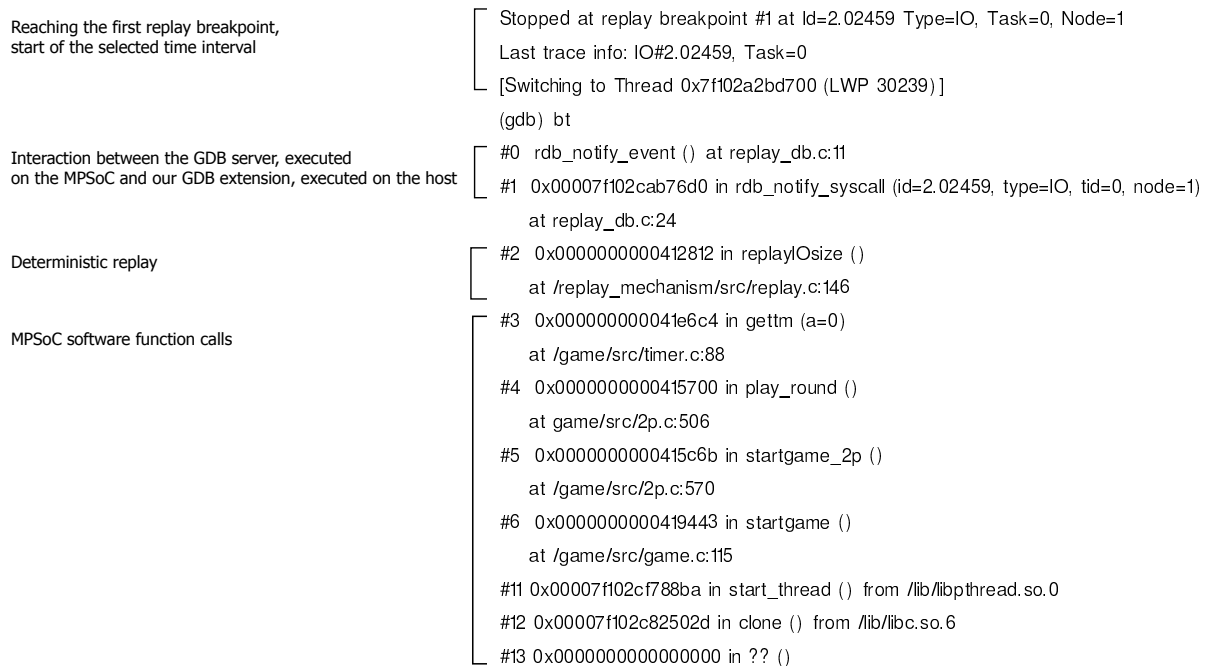 Reaching the first replay breakpoint,
start of the selected time interval
Stopped at replay breakpoint #1 at Id=2.02459 Type=IO, Task=0, Node=1
Last trace info: IO#2.02459, Task=0
[Switching to Thread 0x7f102a2bd700 (LWP 30239)]
(gdb) bt
Interaction between the GDB server, executed
on the MPSoC and our GDB extension, executed on the host
#0 rdb_notify_event () at replay_db.c:11
#1 0x00007f102cab76d0 in rdb_notify_syscall (id=2.02459, type=IO, tid=0, node=1)
at replay_db.c:24
Deterministic replay
#2 0x0000000000412812 in replayIOsize ()
at /replay_mechanism/src/replay.c:146
MPSoC software function calls
#3 0x000000000041e6c4 in gettm (a=0)
at /game/src/timer.c:88
#4 0x0000000000415700 in play_round ()
at game/src/2p.c:506
#5 0x0000000000415c6b in startgame_2p ()
at /game/src/2p.c:570
#6 0x0000000000419443 in startgame ()
at /game/src/game.c:115
#11 0x00007f102cf788ba in start_thread () from /lib/libpthread.so.0
#12 0x00007f102c82502d in clone () from /lib/libc.so.6
#13 0x0000000000000000 in ?? ()